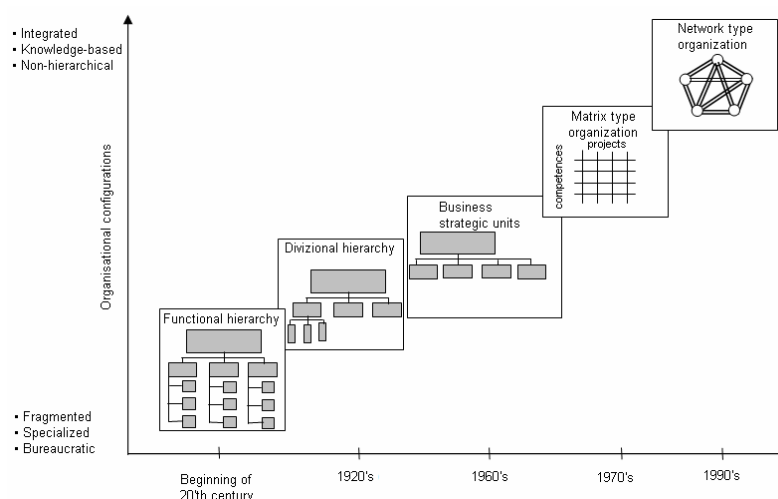 ▪ Integrated
▪ Knowledge-based
▪ Non-hierarchical
Network type
organization
Matrix type
organization
projects
competences
Business
strategic units
Divizional hierarchy
Functional hierarchy
Organisational configurations
▪ Fragmented
▪ Specialized
▪ Bureaucratic
Beginning of
20'th century
1920's
1960's
1970's
1990's